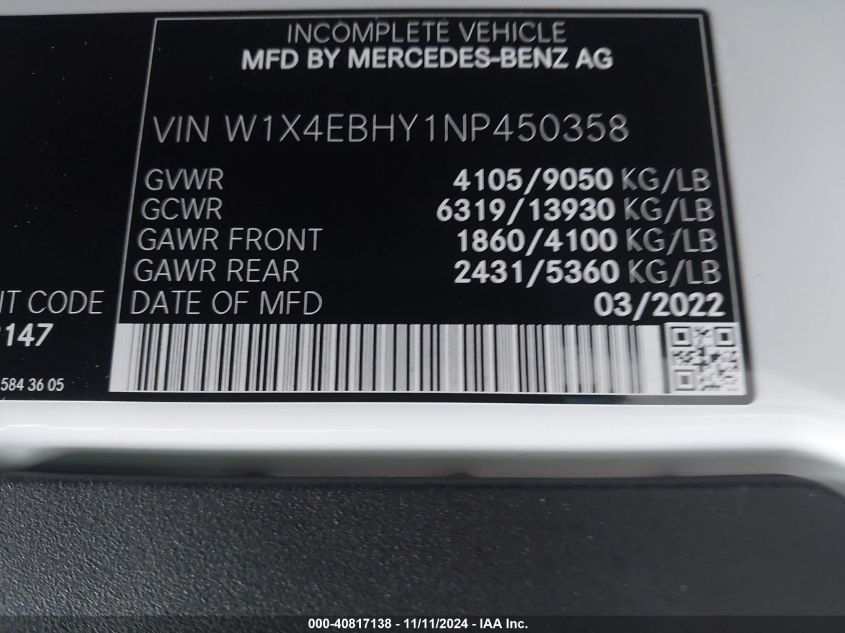 INCOMPLETE VEHICLE
MFD BY MERCEDES-BENZ AG
VIN W1X4EBHY1NP450358
GVWR 4105/9050 KG/LB
GCWR 6319/13930 KG/LB
GAWR FRONT 1860/4100 KG/LB
GAWR REAR 2431/5360 KG/LB
IT CODE DATE OF MFD 03/2022
147
584 36 05
000-40817138 - 11/11/2024 - IAA Inc.